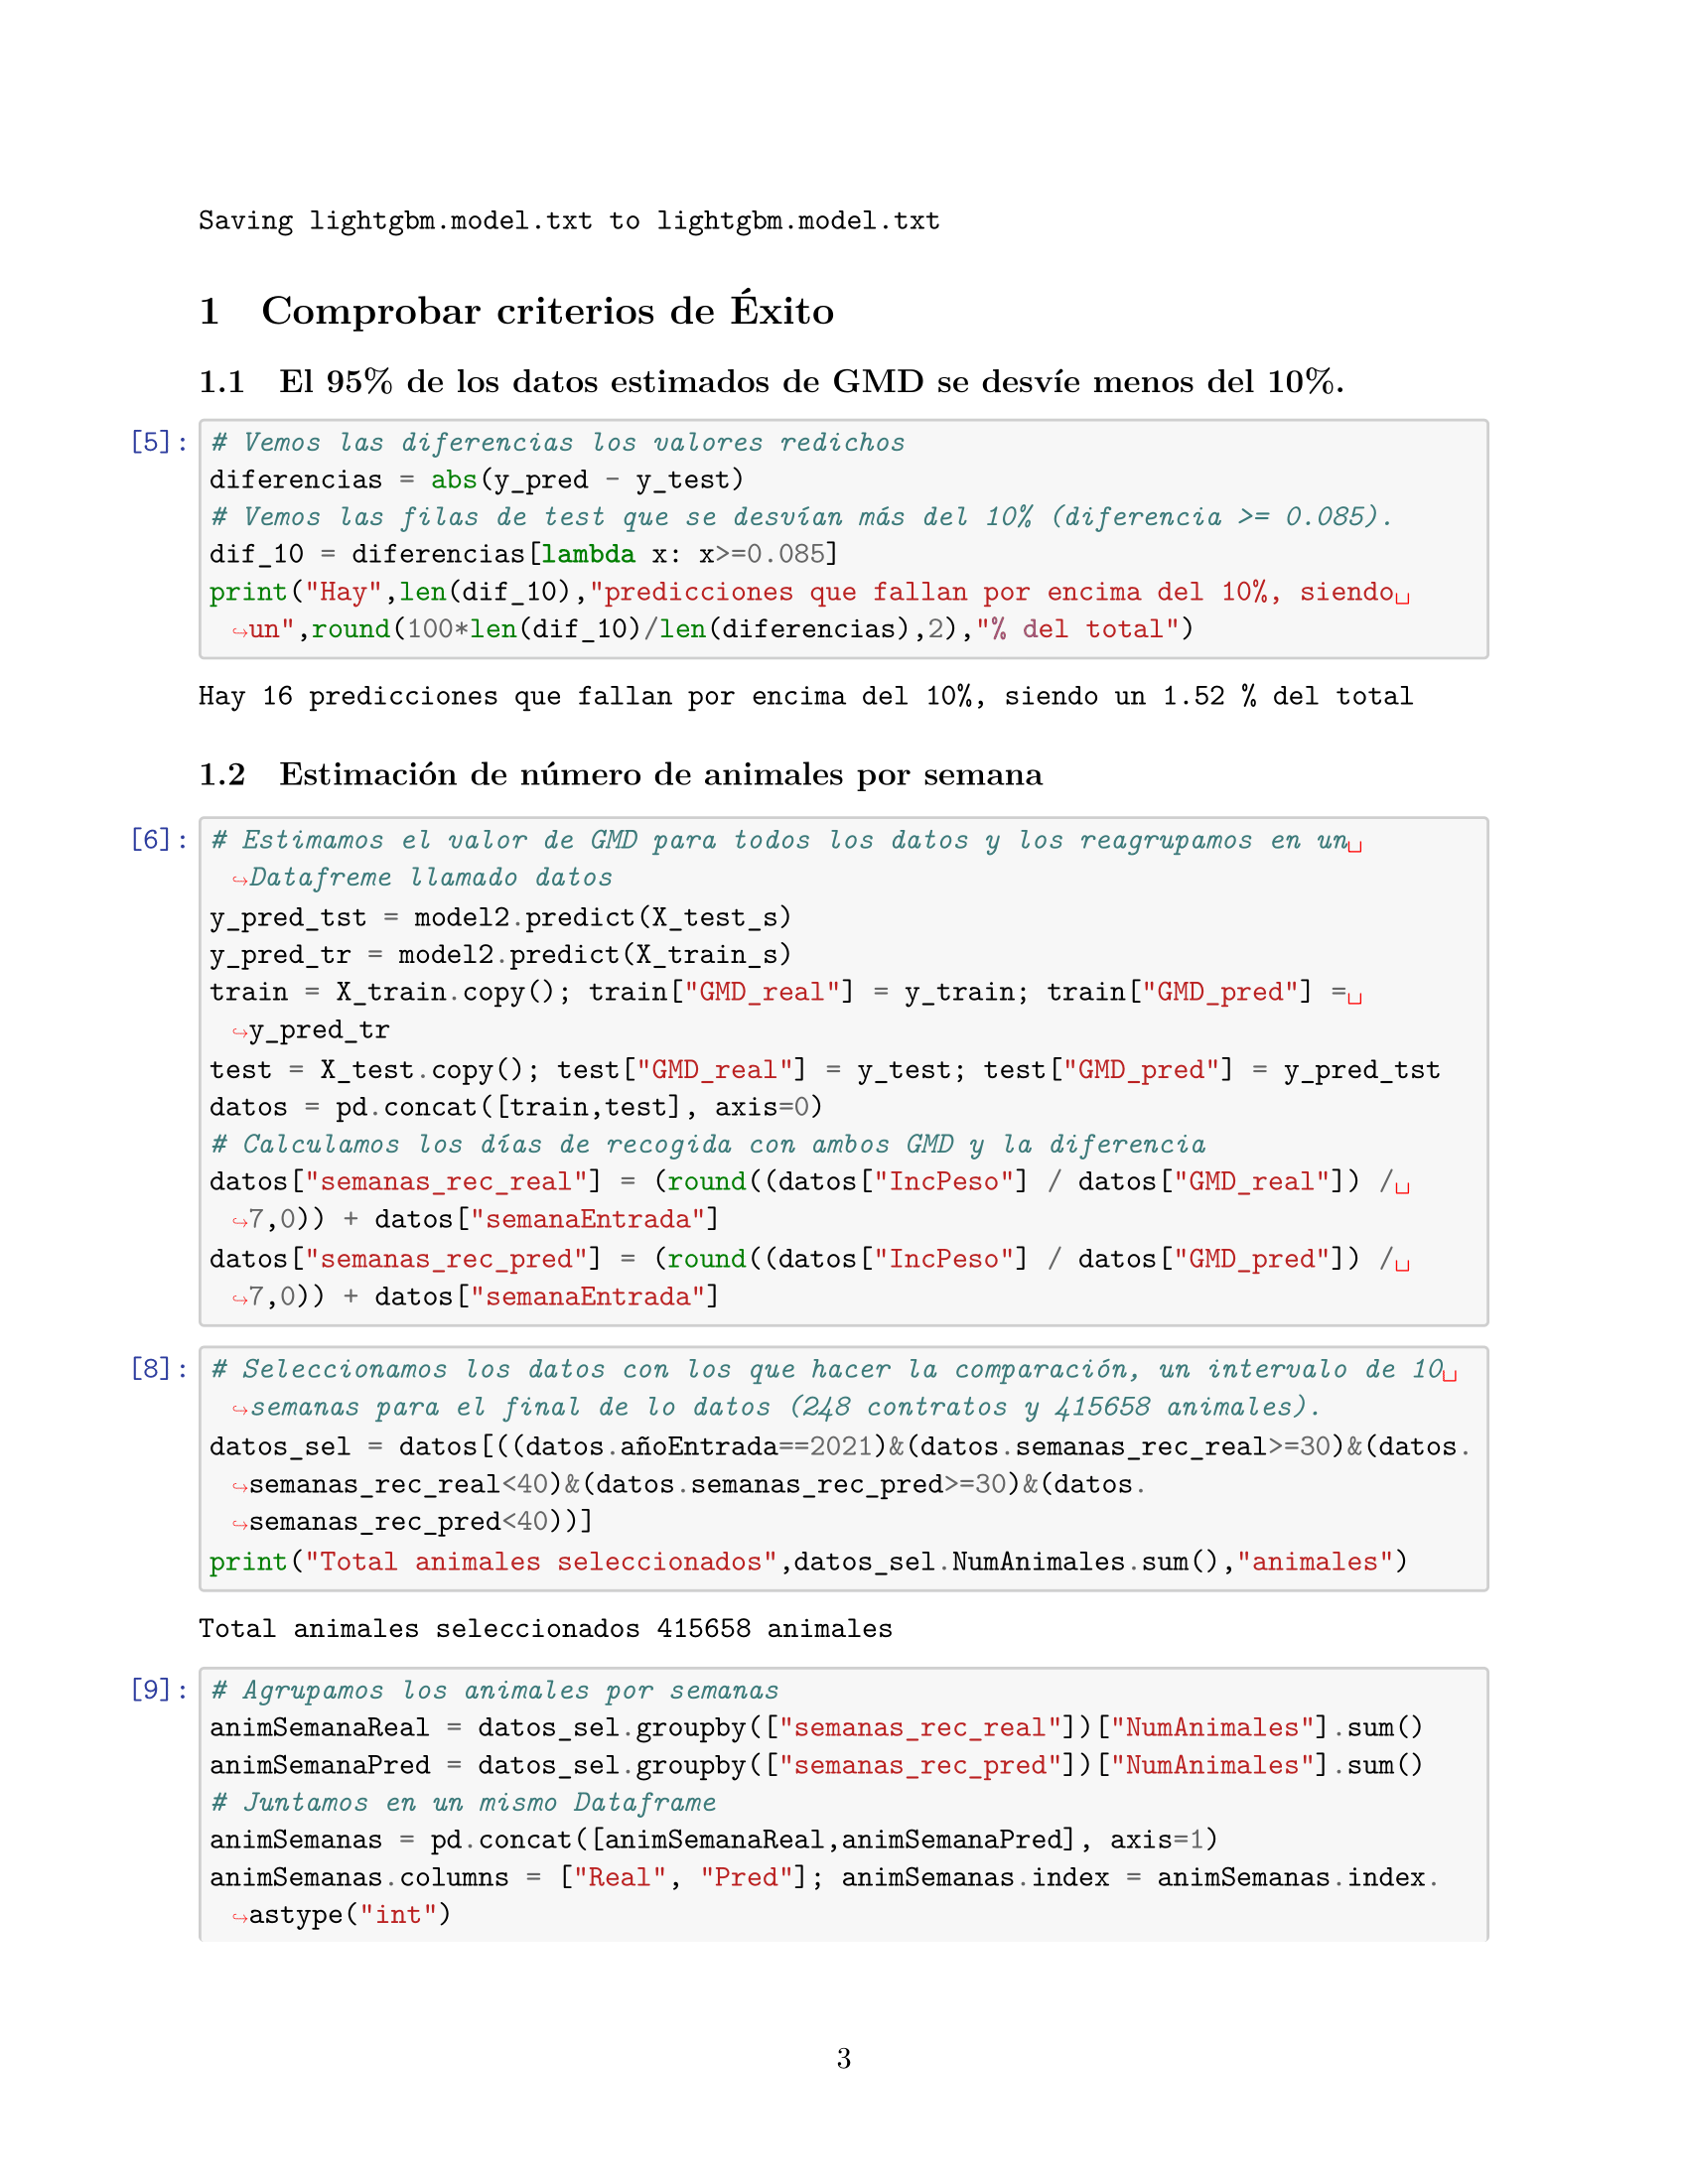 Saving lightgbm.model.txt to lightgbm.model.txt
1 Comprobar criterios de Éxito
1.1 El 95% de los datos estimados de GMD se desvíe menos del 10%.
[5]: # Vemos las diferencias los valores redichos
diferencias = abs(y_pred - y_test)
# Vemos las filas de test que se desvían más del 10% (diferencia >= 0.085).
dif_10 = diferencias[lambda x: x>=0.085]
print("Hay",len(dif_10),"predicciones que fallan por encima del 10%, siendo␣
↪un",round(100*len(dif_10)/len(diferencias),2),"% del total")
Hay 16 predicciones que fallan por encima del 10%, siendo un 1.52 % del total
1.2 Estimación de número de animales por semana
[6]: # Estimamos el valor de GMD para todos los datos y los reagrupamos en un␣
↪Datafreme llamado datos
y_pred_tst = model2.predict(X_test_s)
y_pred_tr = model2.predict(X_train_s)
train = X_train.copy(); train["GMD_real"] = y_train; train["GMD_pred"] =␣
↪y_pred_tr
test = X_test.copy(); test["GMD_real"] = y_test; test["GMD_pred"] = y_pred_tst
datos = pd.concat([train,test], axis=0)
# Calculamos los días de recogida con ambos GMD y la diferencia
datos["semanas_rec_real"] = (round((datos["IncPeso"] / datos["GMD_real"]) /␣
↪7,0)) + datos["semanaEntrada"]
datos["semanas_rec_pred"] = (round((datos["IncPeso"] / datos["GMD_pred"]) /␣
↪7,0)) + datos["semanaEntrada"]
[8]: # Seleccionamos los datos con los que hacer la comparación, un intervalo de 10␣
↪semanas para el final de lo datos (248 contratos y 415658 animales).
datos_sel = datos[((datos.añoEntrada==2021)&(datos.semanas_rec_real>=30)&(datos.
↪semanas_rec_real<40)&(datos.semanas_rec_pred>=30)&(datos.
↪semanas_rec_pred<40))]
print("Total animales seleccionados",datos_sel.NumAnimales.sum(),"animales")
Total animales seleccionados 415658 animales
[9]: # Agrupamos los animales por semanas
animSemanaReal = datos_sel.groupby(["semanas_rec_real"])["NumAnimales"].sum()
animSemanaPred = datos_sel.groupby(["semanas_rec_pred"])["NumAnimales"].sum()
# Juntamos en un mismo Dataframe
animSemanas = pd.concat([animSemanaReal,animSemanaPred], axis=1)
animSemanas.columns = ["Real", "Pred"]; animSemanas.index = animSemanas.index.
↪astype("int")
3